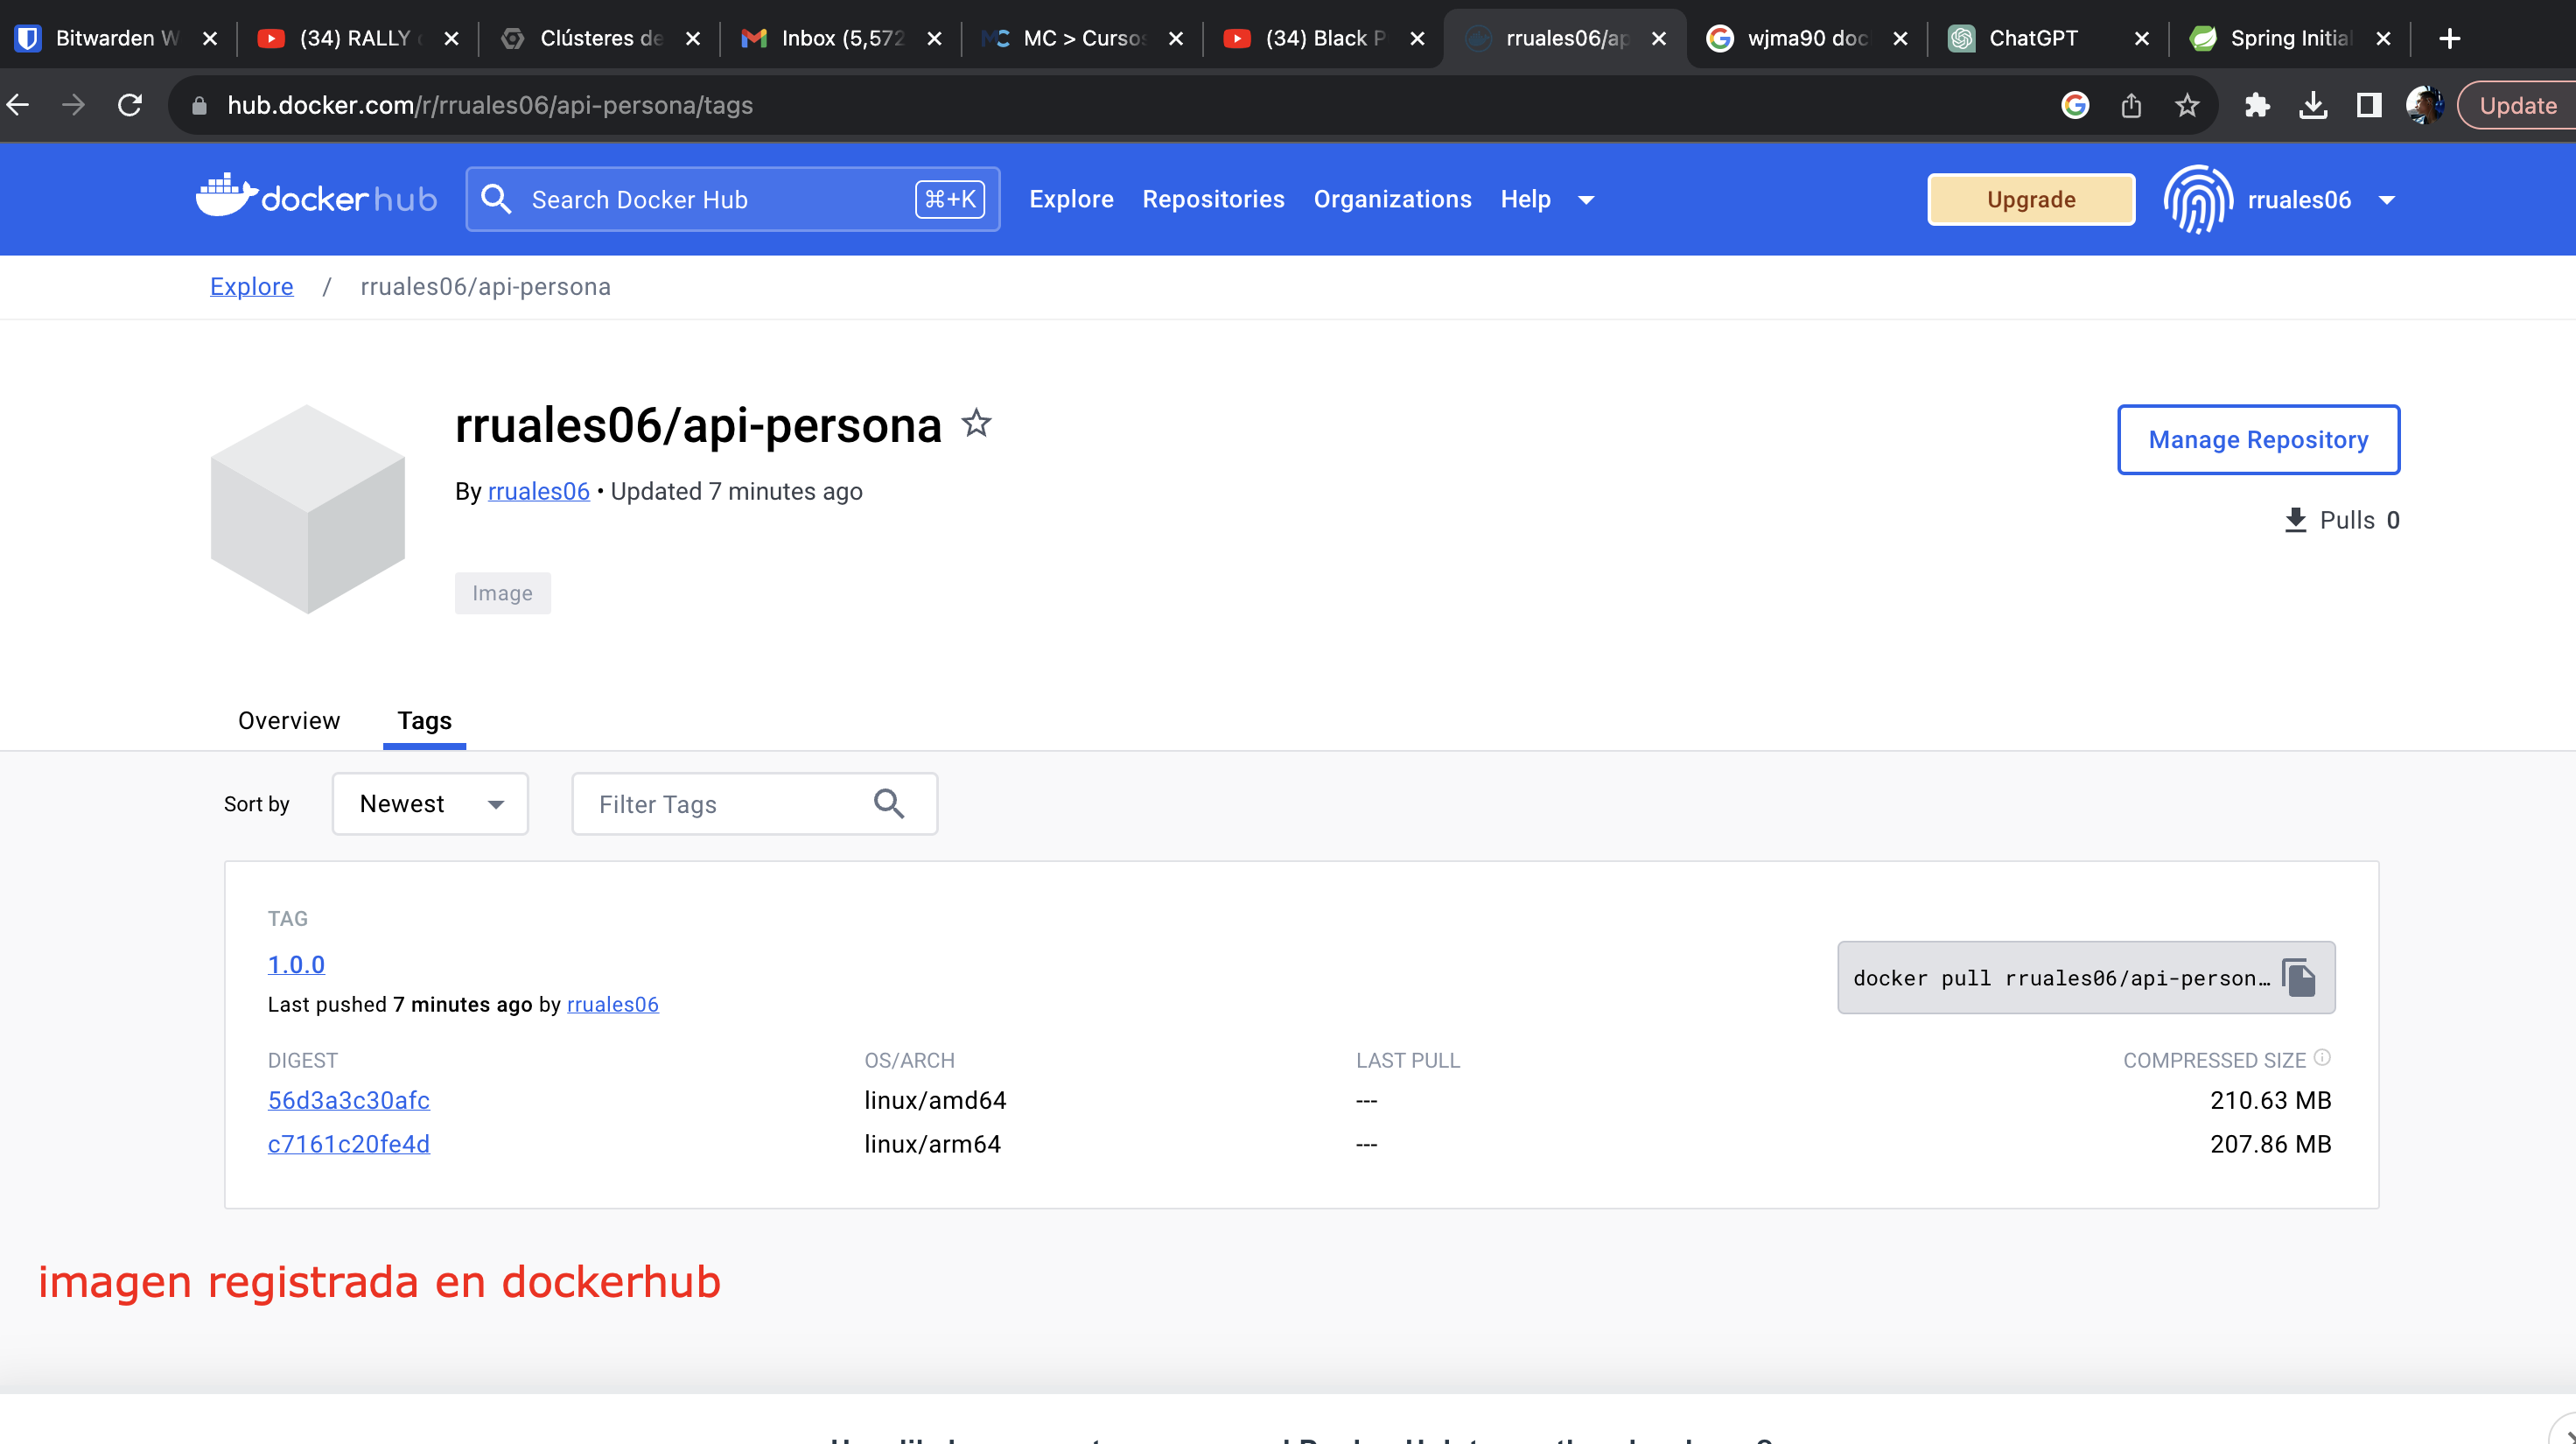 Bitwarden W
(34) RALLY
Clústeres de
Inbox (5,572
MC > Cursos
(34) Black P
rruales06/ap
wjma90 doc
ChatGPT
Spring Initial
hub.docker.com/r/rruales06/api-persona/tags
Update
dockerhub
Search Docker Hub
⌘+K
Explore
Repositories
Organizations
Help
Upgrade
rruales06
Explore / rruales06/api-persona
rruales06/api-persona
Manage Repository
By rruales06 • Updated 7 minutes ago
Pulls 0
Image
Overview
Tags
Sort by
Newest
Filter Tags
TAG
1.0.0
docker pull rruales06/api-person…
Last pushed 7 minutes ago by rruales06
DIGEST
OS/ARCH
LAST PULL
COMPRESSED SIZE
56d3a3c30afc
linux/amd64
---
210.63 MB
c7161c20fe4d
linux/arm64
---
207.86 MB
imagen registrada en dockerhub